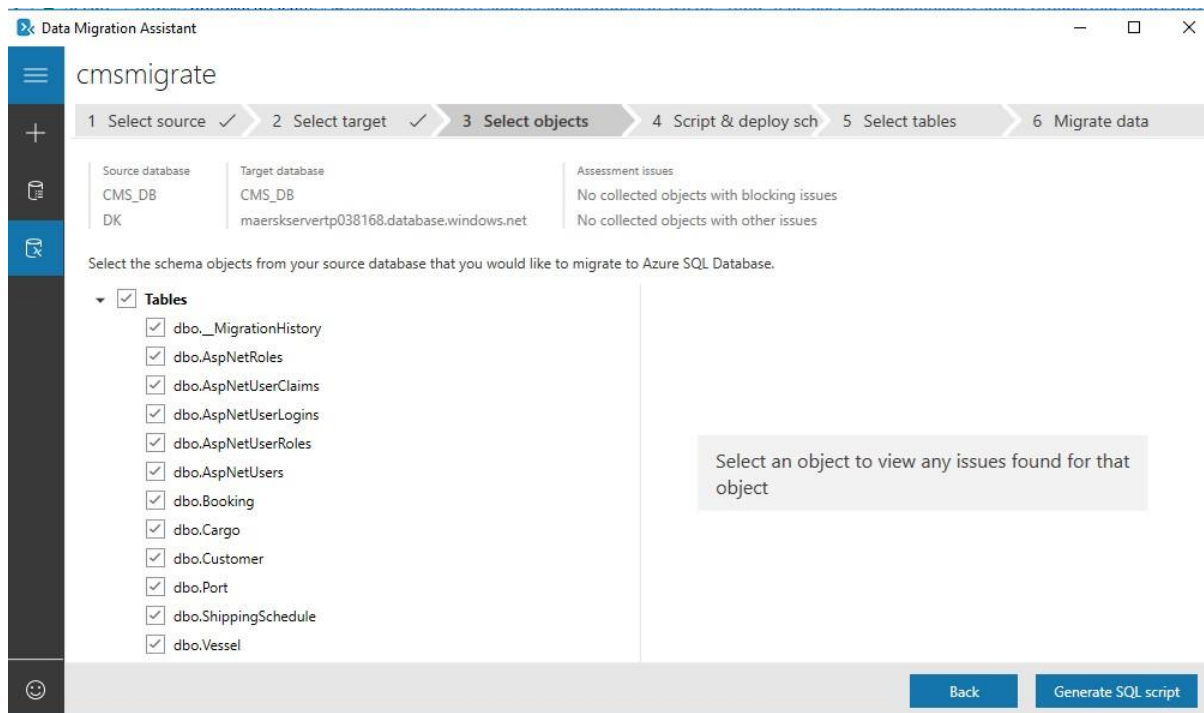 Data Migration Assistant
cmsmigrate
1 Select source
2 Select target
3 Select objects
4 Script & deploy sch
5 Select tables
6 Migrate data
Source database
CMS_DB
DK
Target database
CMS_DB
maerskservertp038168.database.windows.net
Assessment issues
No collected objects with blocking issues
No collected objects with other issues
Select the schema objects from your source database that you would like to migrate to Azure SQL Database.
Tables
dbo.__MigrationHistory
dbo.AspNetRoles
dbo.AspNetUserClaims
dbo.AspNetUserLogins
dbo.AspNetUserRoles
dbo.AspNetUsers
dbo.Booking
dbo.Cargo
dbo.Customer
dbo.Port
dbo.ShippingSchedule
dbo.Vessel
Select an object to view any issues found for that
object
Back
Generate SQL script